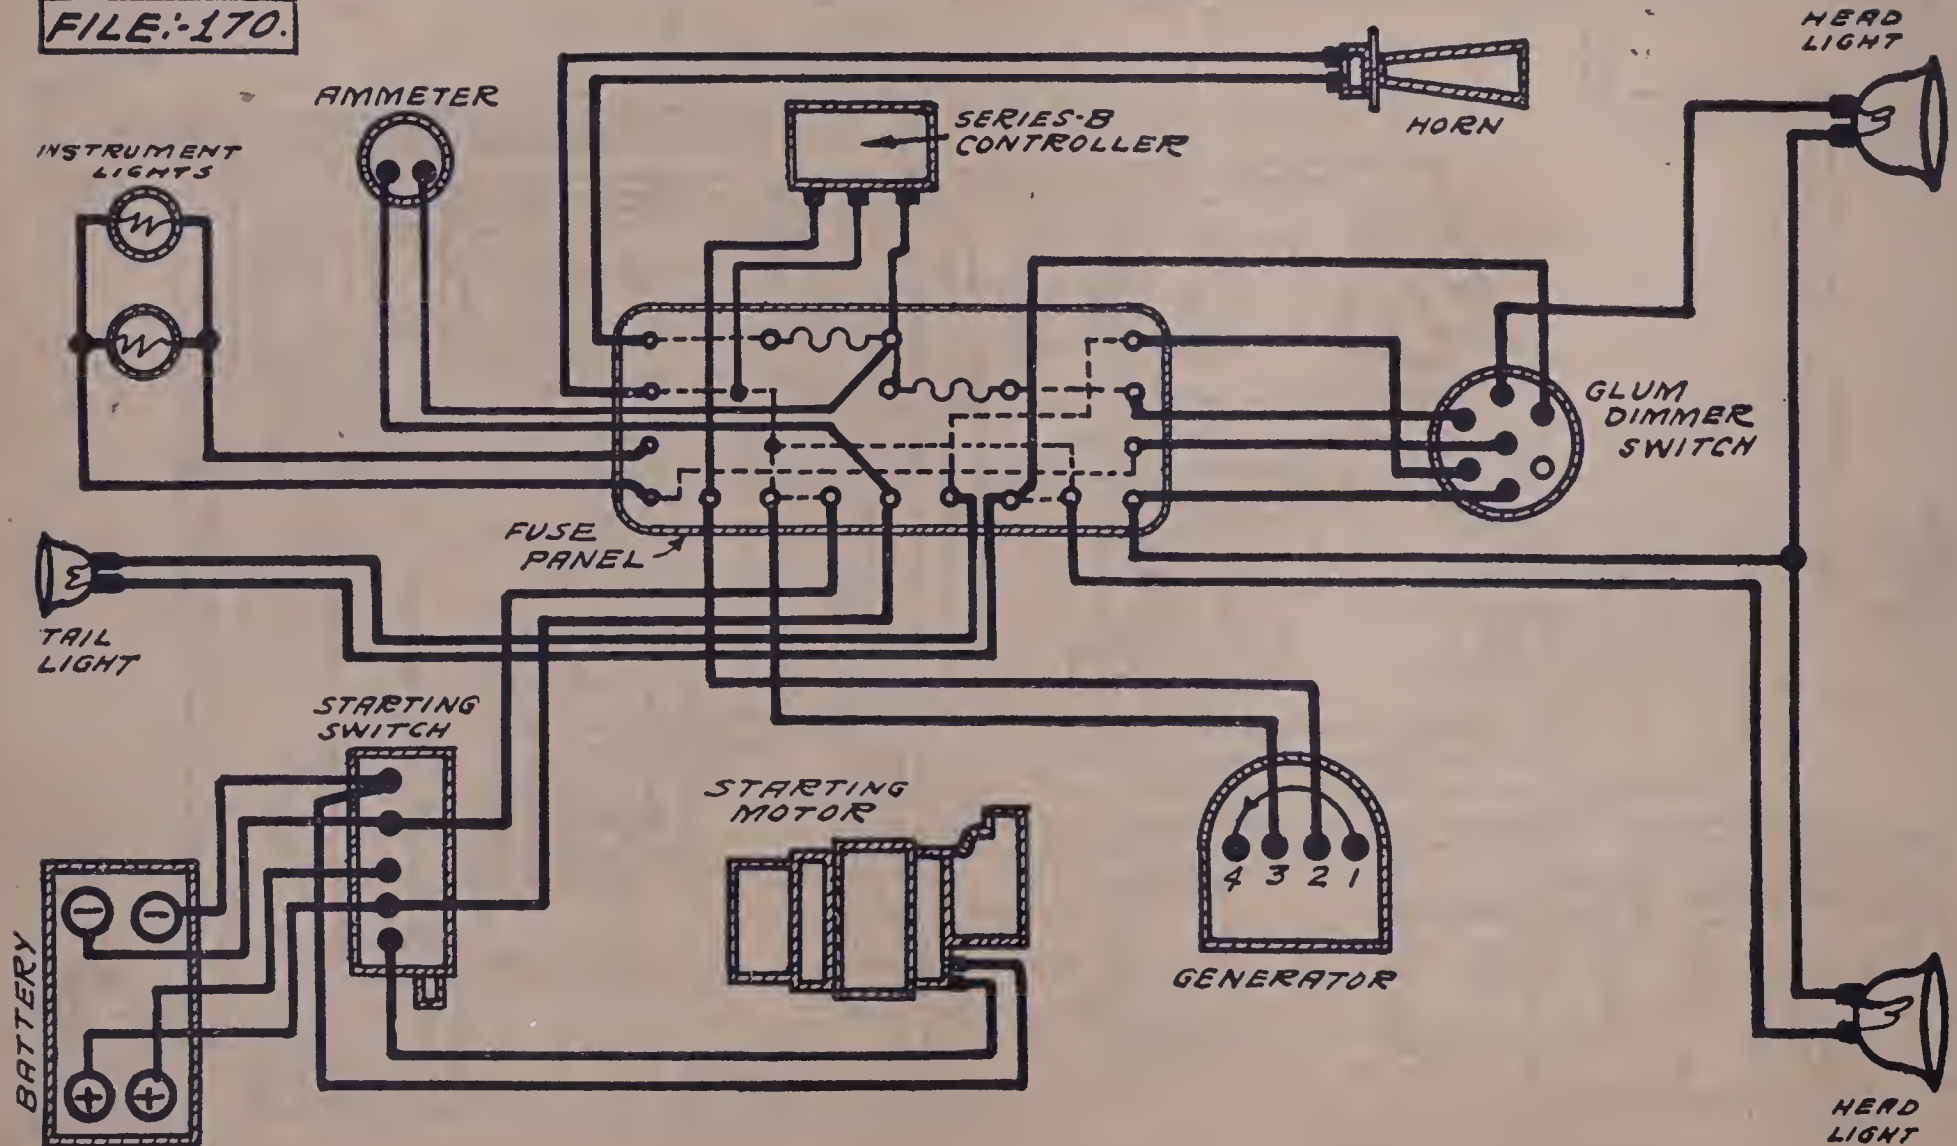 FILE:-170.
HEAD
LIGHT
AMMETER
SERIES-B
CONTROLLER
HORN
INSTRUMENT
LIGHTS
GLUM
DIMMER
SWITCH
FUSE
PANEL
TAIL
LIGHT
STARTING
SWITCH
STARTING
MOTOR
4 3 2 1
GENERATOR
BATTERY
- -
+ +
HEAD
LIGHT